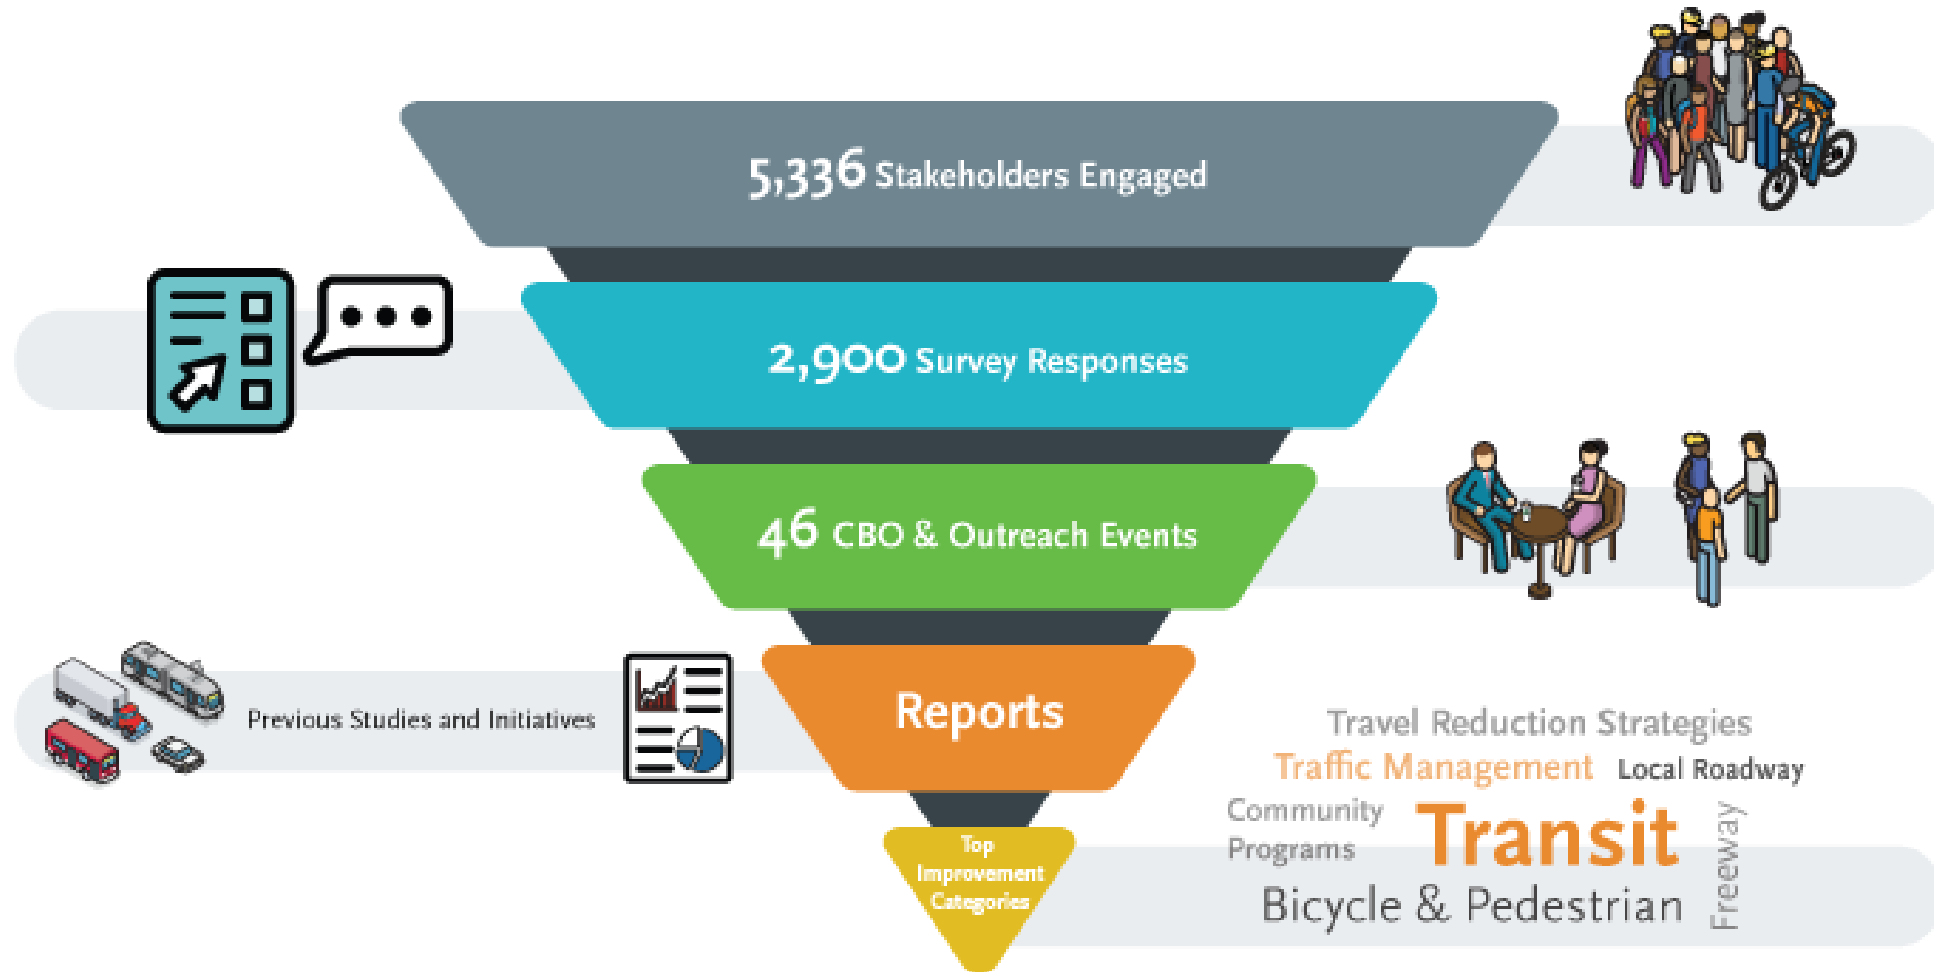 5,336 Stakeholders Engaged
2,900 Survey Responses
46 CBO & Outreach Events
Previous Studies and Initiatives
Reports
Top
Improvement
Categories
Travel Reduction Strategies
Traffic Management
Local Roadway
Community
Programs
Transit
Freeway
Bicycle & Pedestrian